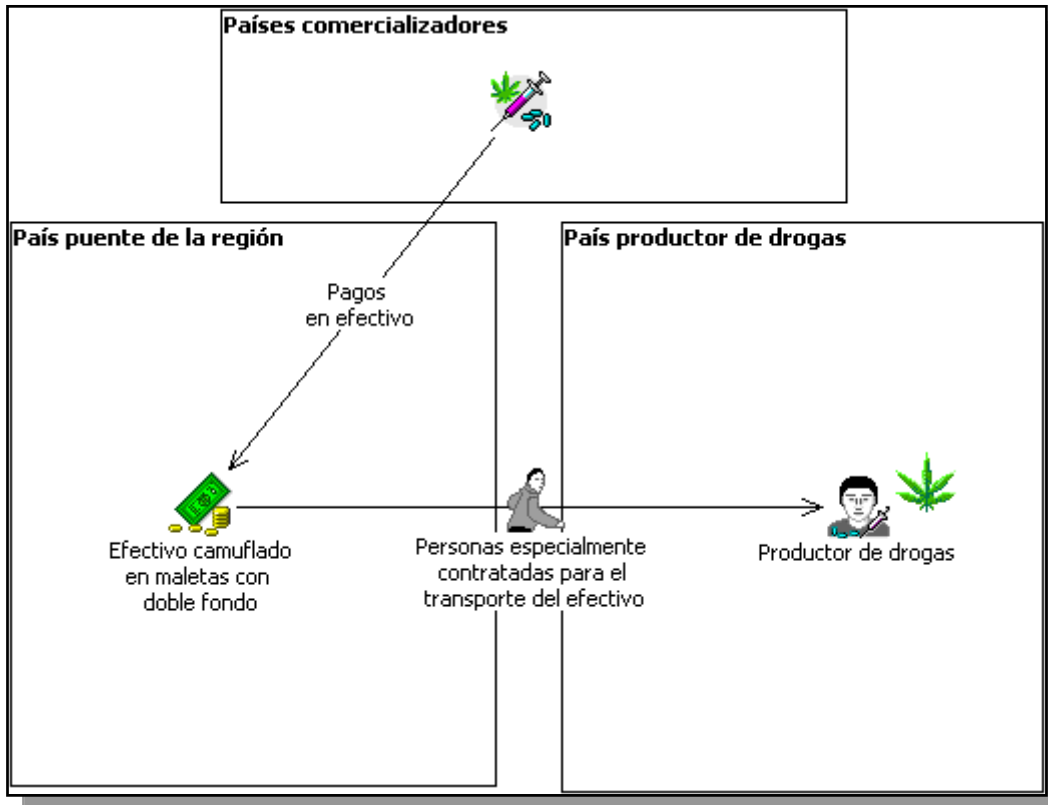 Países comercializadores
País puente de la región
País productor de drogas
Pagos
en efectivo
Efectivo camuflado
en maletas con
doble fondo
Personas especialmente
contratadas para el
transporte del efectivo
Productor de drogas